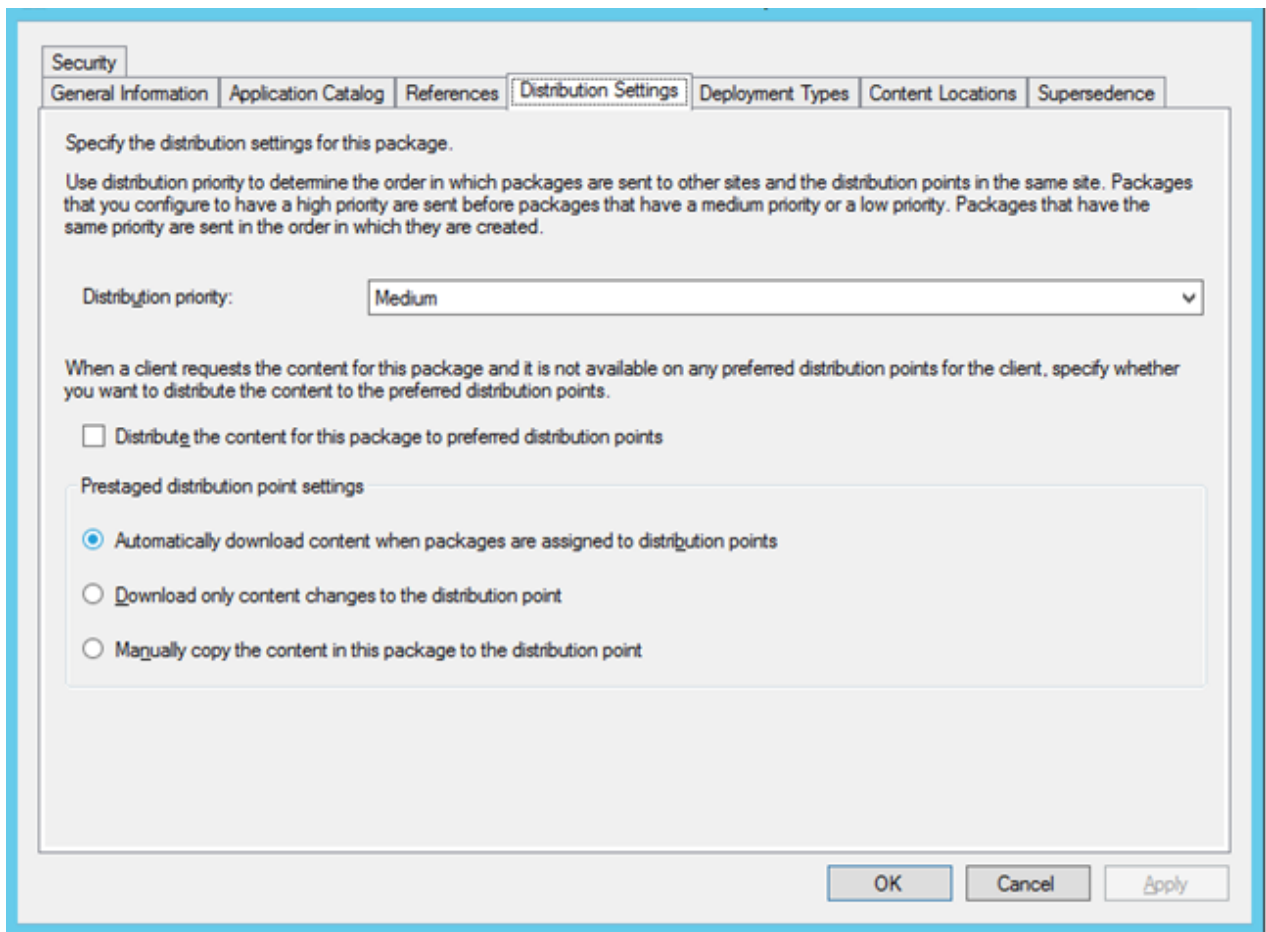 Security
General Information
Application Catalog
References
Distribution Settings
Deployment Types
Content Locations
Supersedence
Specify the distribution settings for this package.
Use distribution priority to determine the order in which packages are sent to other sites and the distribution points in the same site. Packages
that you configure to have a high priority are sent before packages that have a medium priority or a low priority. Packages that have the
same priority are sent in the order in which they are created.
Distribution priority:
Medium
When a client requests the content for this package and it is not available on any preferred distribution points for the client, specify whether
you want to distribute the content to the preferred distribution points.
Distribute the content for this package to preferred distribution points
Prestaged distribution point settings
Automatically download content when packages are assigned to distribution points
Download only content changes to the distribution point
Manually copy the content in this package to the distribution point
OK
Cancel
Apply